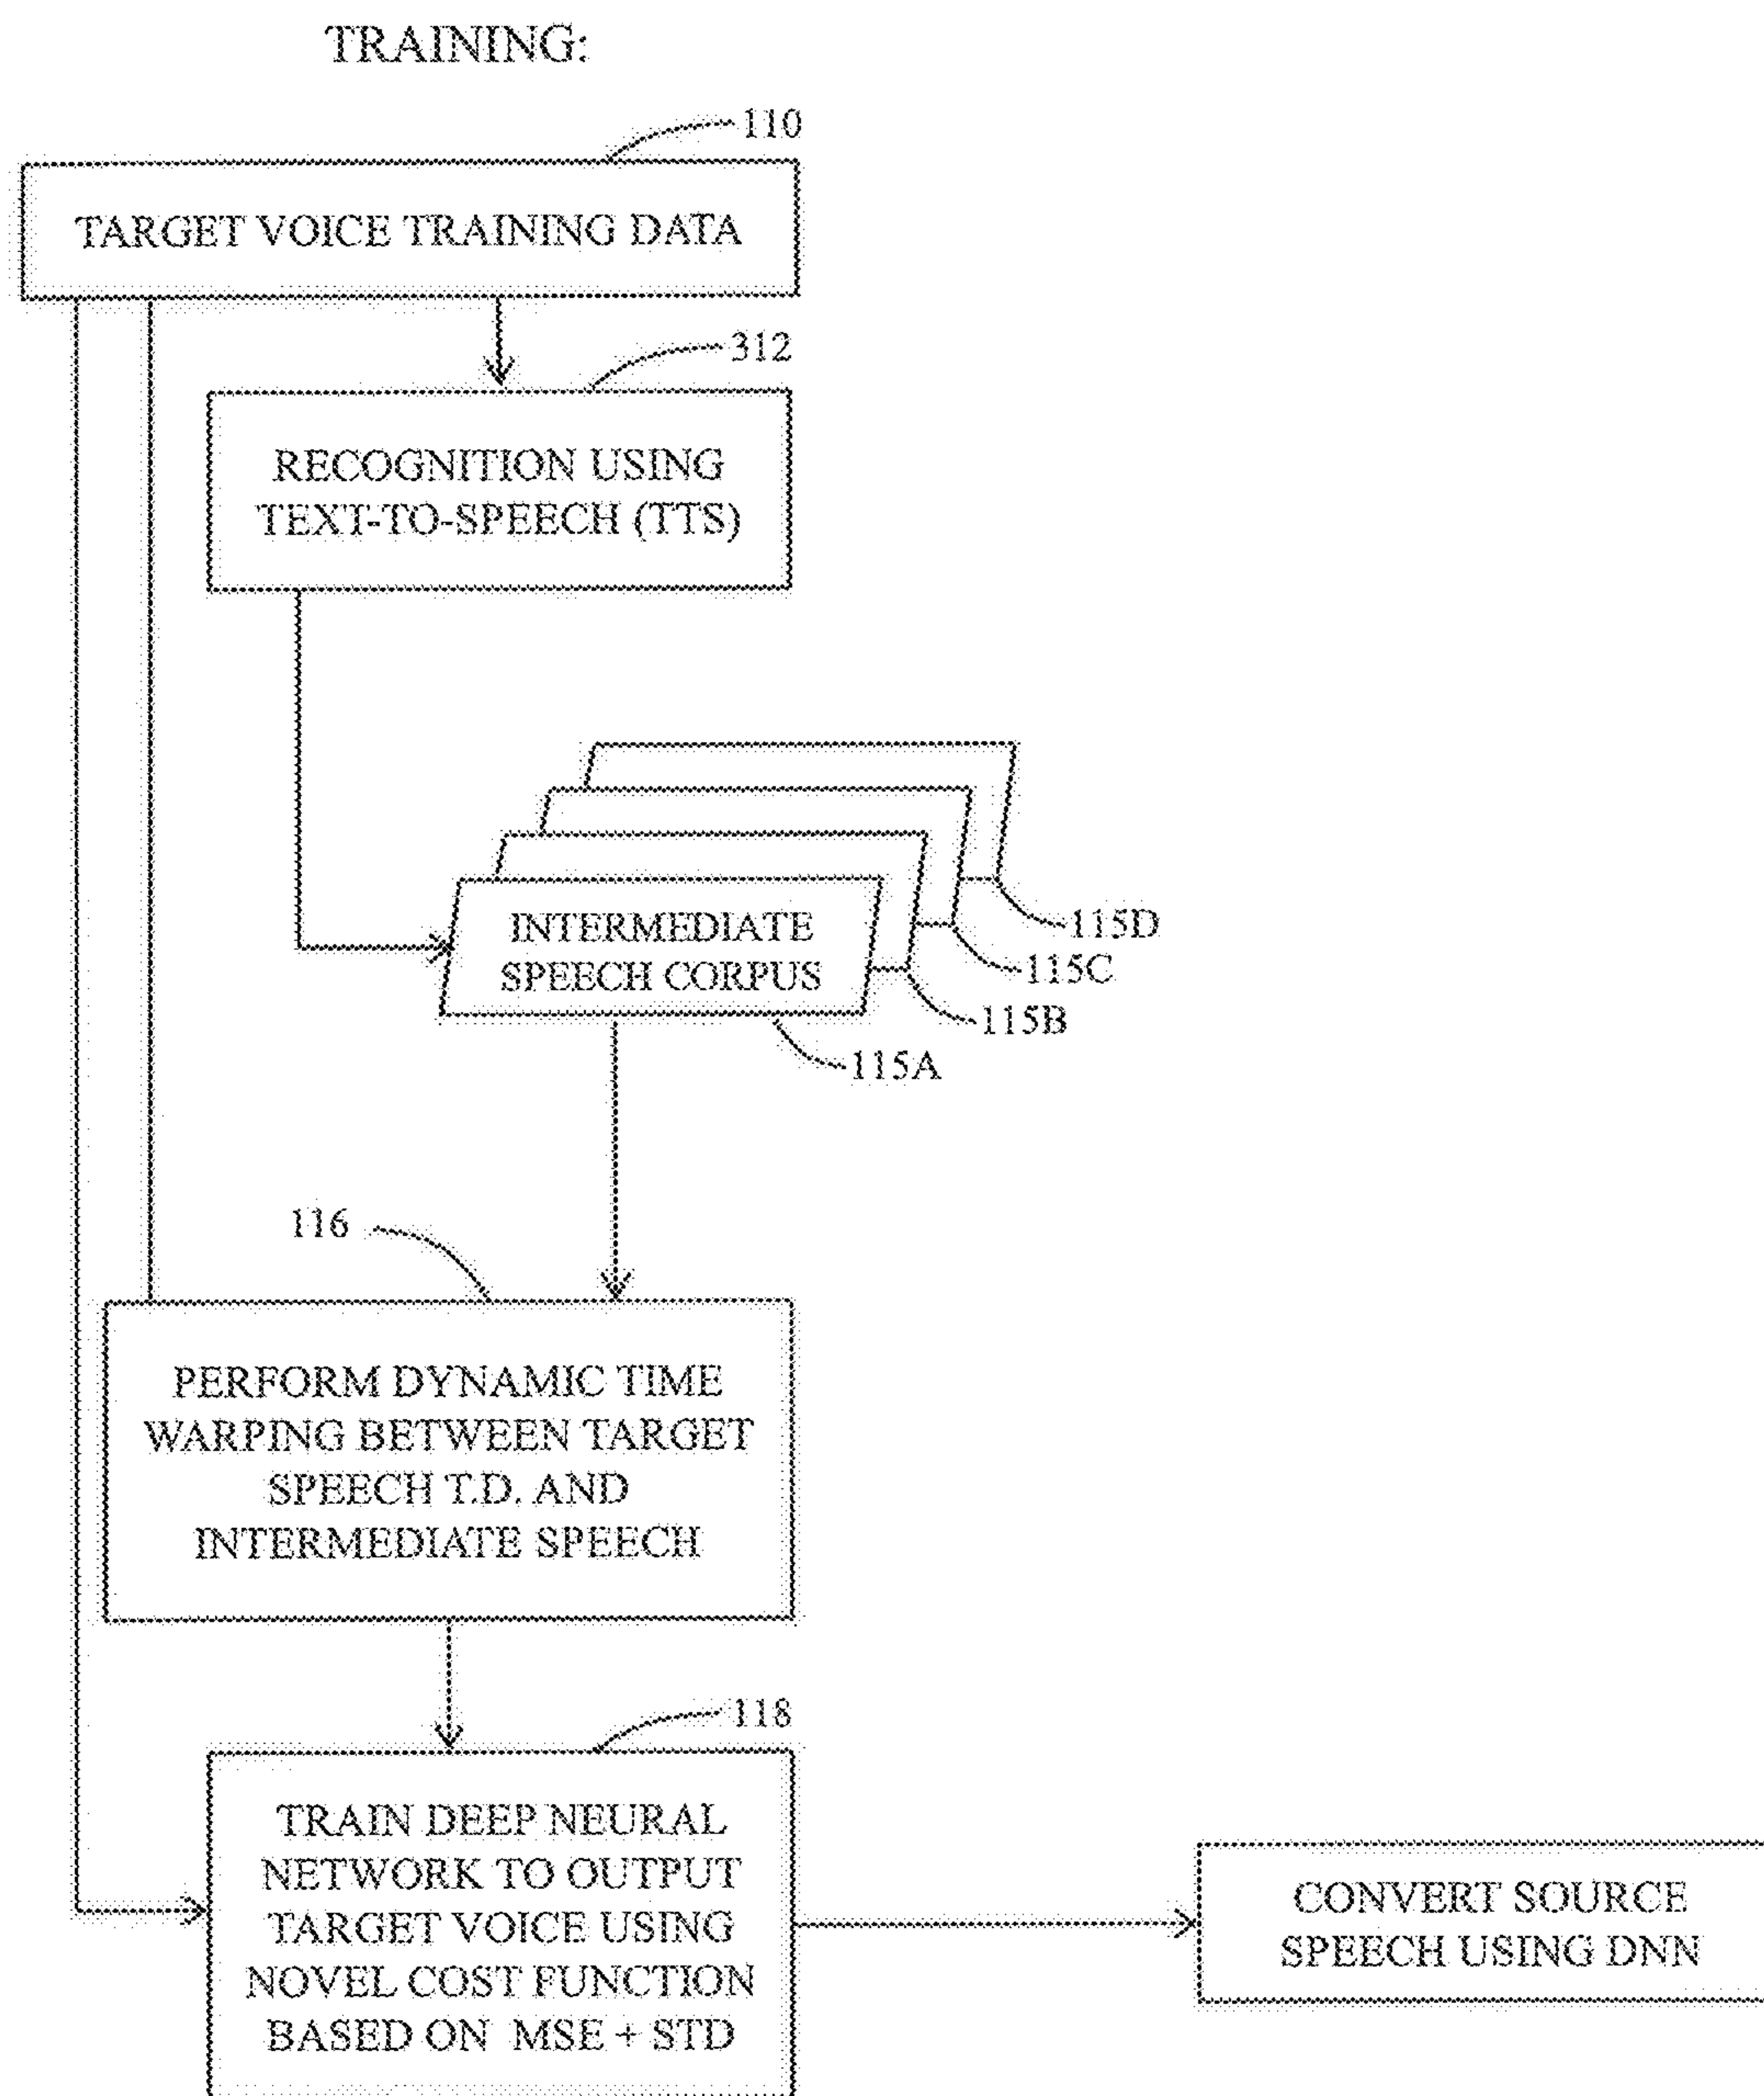 TRAINING:
110
TARGET VOICE TRAINING DATA
312
RECOGNITION USING
TEXT-TO-SPEECH (TTS)
INTERMEDIATE
SPEECH CORPUS
115D
115C
115B
115A
116
PERFORM DYNAMIC TIME
WARPING BETWEEN TARGET
SPEECH T.D. AND
INTERMEDIATE SPEECH
118
TRAIN DEEP NEURAL
NETWORK TO OUTPUT
TARGET VOICE USING
NOVEL COST FUNCTION
BASED ON MSE + STD
CONVERT SOURCE
SPEECH USING DNN